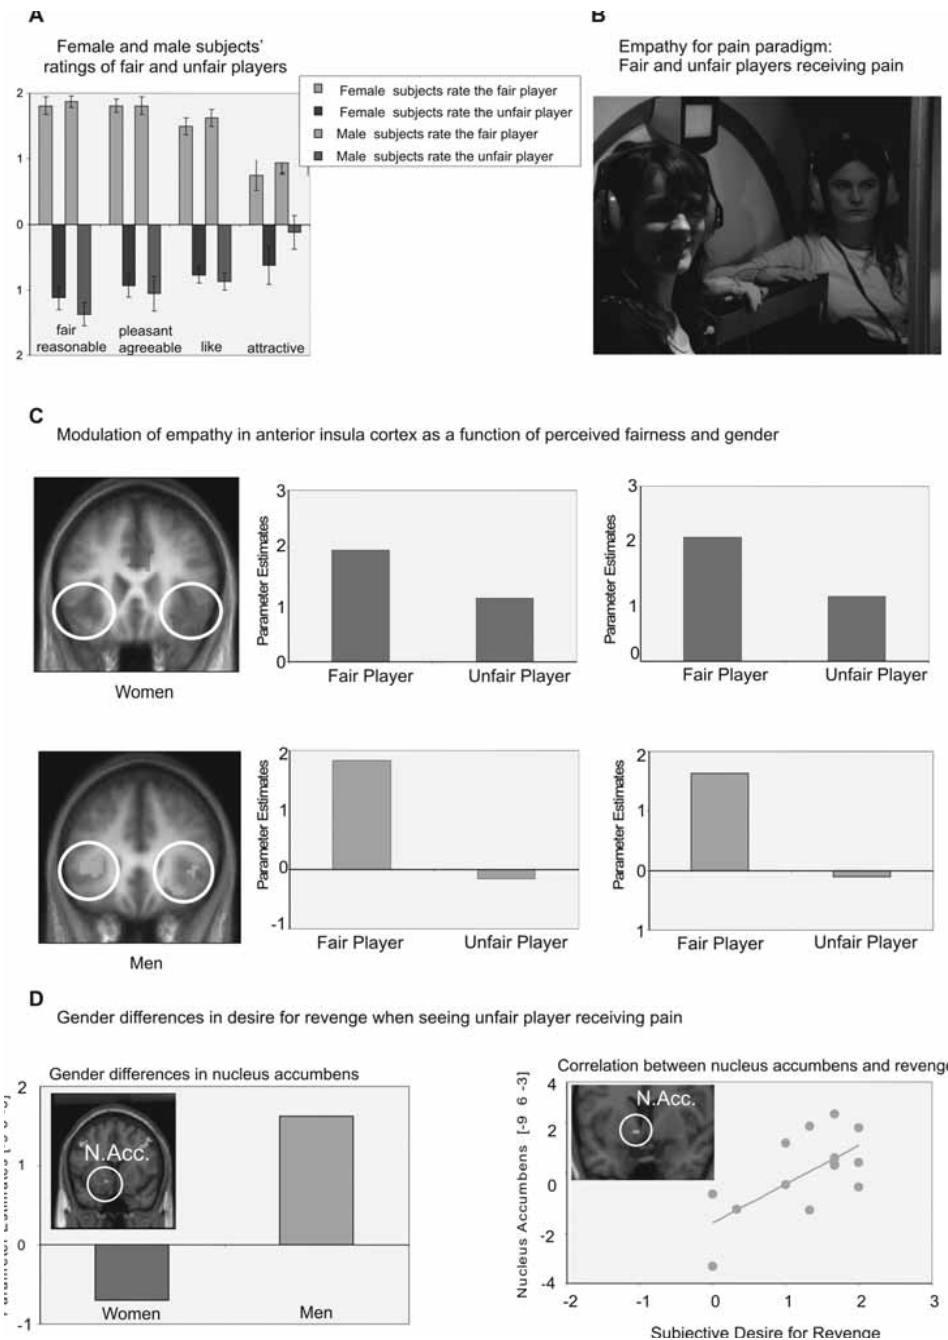 A
Female and male subjects'
ratings of fair and unfair players
2
1
0
1
2
fair
reasonable
pleasant
agreeable
like
attractive
Female subjects rate the fair player
Female subjects rate the unfair player
Male subjects rate the fair player
Male subjects rate the unfair player
B
Empathy for pain paradigm:
Fair and unfair players receiving pain
C
Modulation of empathy in anterior insula cortex as a function of perceived fairness and gender
Women
Parameter Estimates
3
2
1
0
Fair Player
Unfair Player
Parameter Estimates
3
2
1
0
Fair Player
Unfair Player
Men
Parameter Estimates
2
1
0
-1
Fair Player
Unfair Player
Parameter Estimates
2
1
0
1
Fair Player
Unfair Player
D
Gender differences in desire for revenge when seeing unfair player receiving pain
Gender differences in nucleus accumbens
2
1
0
-1
N.Acc.
Women
Men
Correlation between nucleus accumbens and revenge
Nucleus Accumbens [-9 6 -3]
4
2
0
-2
-4
N.Acc.
-2
-1
0
1
2
3
Subjective Desire for Revenge